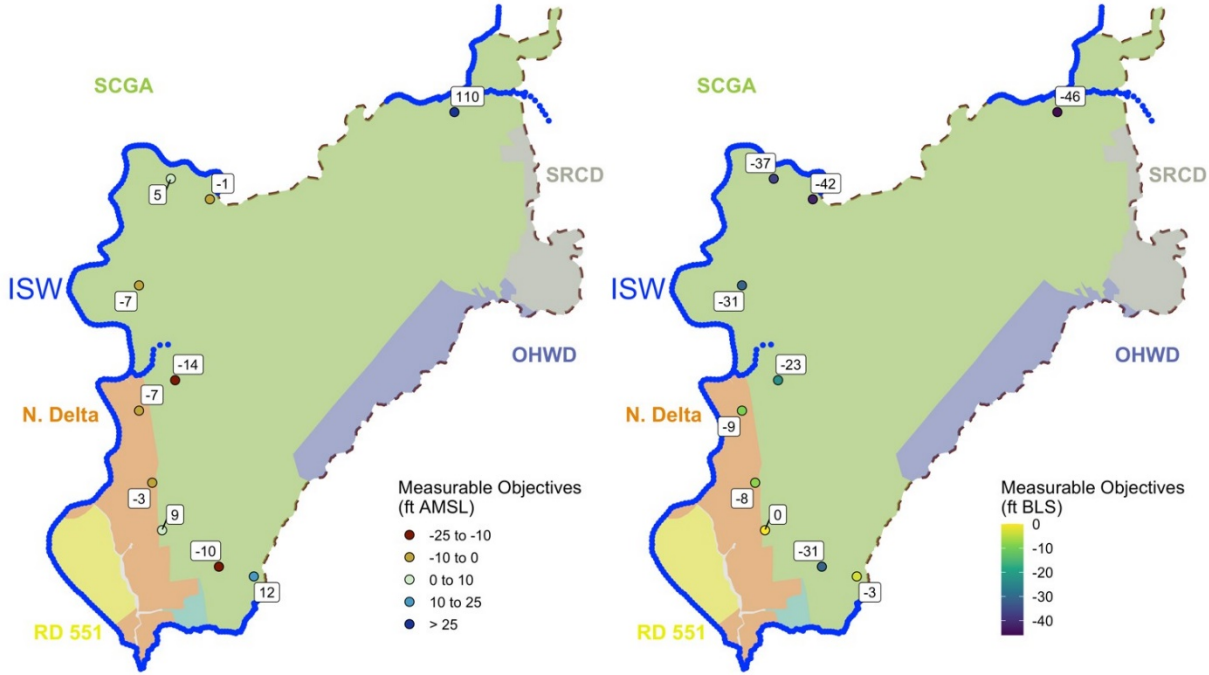 SCGA
110
SRCD
5
-1
ISW
-7
OHWD
-14
-7
N. Delta
-3
9
-10
12
RD 551
Measurable Objectives
(ft AMSL)
-25 to -10
-10 to 0
0 to 10
10 to 25
> 25
SCGA
-46
SRCD
-37
-42
ISW
-31
OHWD
-23
N. Delta
-9
-8
0
-31
-3
RD 551
Measurable Objectives
(ft BLS)
0
-10
-20
-30
-40